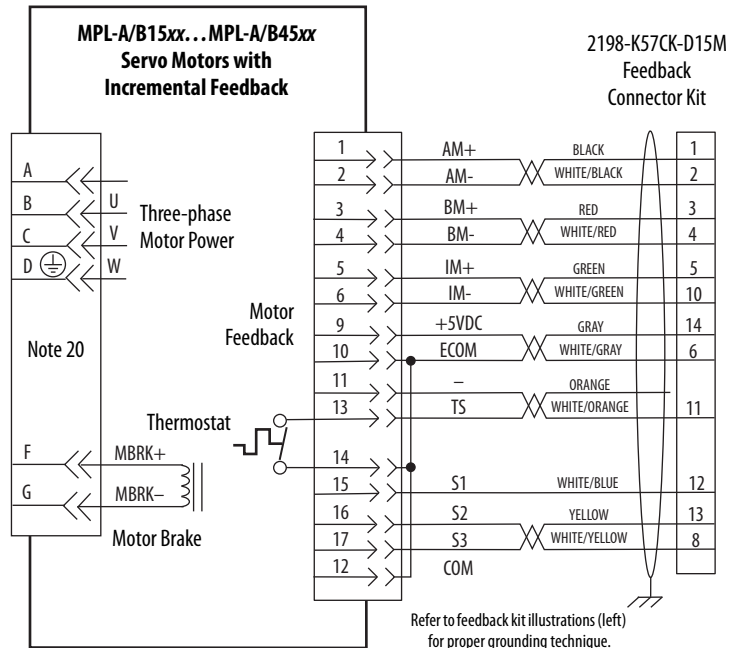 MPL-A/B15xx...MPL-A/B45xx
Servo Motors with
Incremental Feedback
2198-K57CK-D15M
Feedback
Connector Kit
A
B
C
D
U
V
W
Three-phase
Motor Power
Note 20
Motor
Feedback
Thermostat
F
G
MBRK+
MBRK–
Motor Brake
1 AM+ BLACK 1
2 AM- WHITE/BLACK 2
3 BM+ RED 3
4 BM- WHITE/RED 4
5 IM+ GREEN 5
6 IM- WHITE/GREEN 10
9 +5VDC GRAY 14
10 ECOM WHITE/GRAY 6
11 – ORANGE
13 TS WHITE/ORANGE 11
14
15 S1 WHITE/BLUE 12
16 S2 YELLOW 13
17 S3 WHITE/YELLOW 8
12 COM
Refer to feedback kit illustrations (left)
for proper grounding technique.